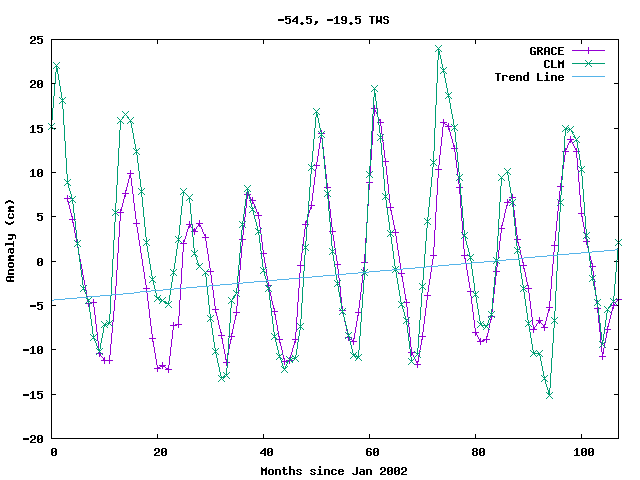 -54.5, -19.5 TWS
25
20
15
10
5
0
-5
-10
-15
-20
Anomaly (cm)
GRACE
CLM
Trend Line
0 20 40 60 80 100
Months since Jan 2002